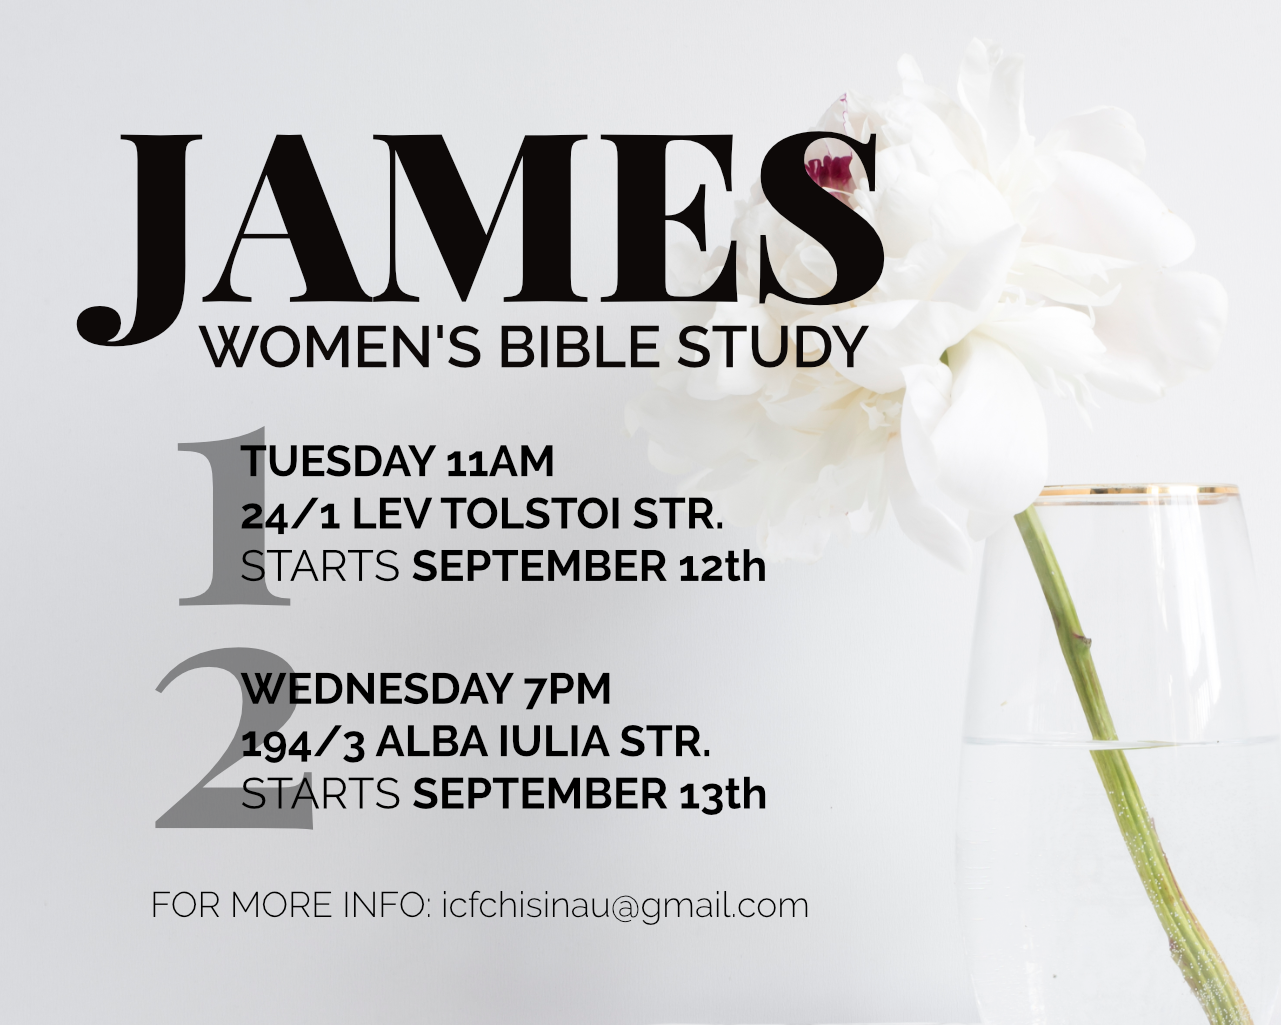 JAMES
WOMEN'S BIBLE STUDY
1
TUESDAY 11AM
24/1 LEV TOLSTOI STR.
STARTS SEPTEMBER 12th
2
WEDNESDAY 7PM
194/3 ALBA IULIA STR.
STARTS SEPTEMBER 13th
FOR MORE INFO: icfchisinau@gmail.com